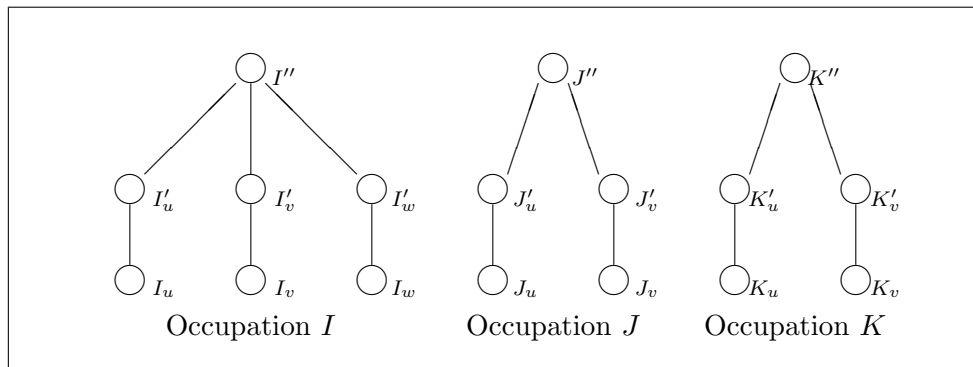 I'' J'' K''
I'_u I'_v I'_w J'_u J'_v K'_u K'_v
I_u I_v I_w J_u J_v K_u K_v
Occupation I Occupation J Occupation K